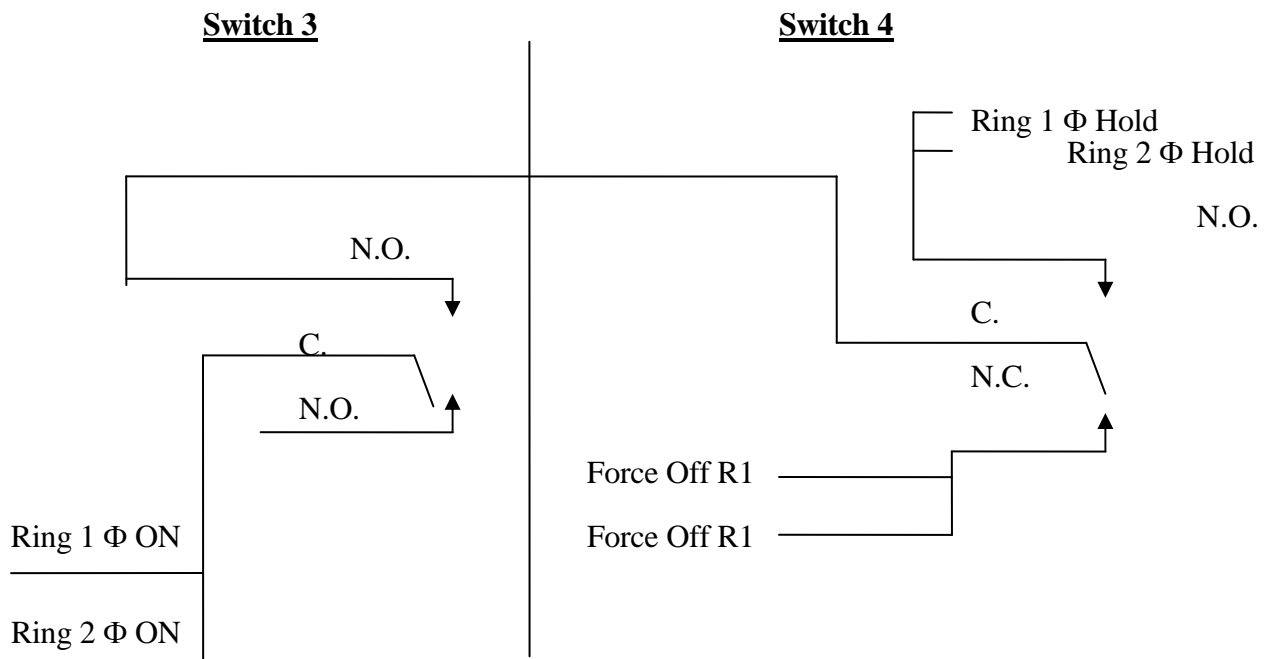 Switch 3
Switch 4
Ring 1 Φ Hold
Ring 2 Φ Hold
N.O.
N.O.
C.
C.
N.C.
N.O.
Force Off R1
Ring 1 Φ ON
Force Off R1
Ring 2 Φ ON